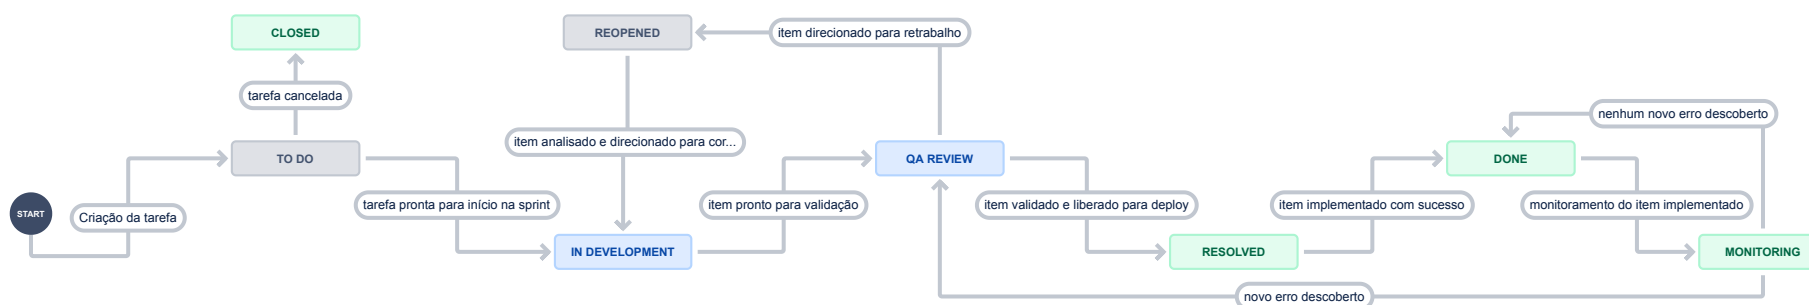 CLOSED
REOPENED
item direcionado para retrabalho
tarefa cancelada
nenhum novo erro descoberto
item analisado e direcionado para cor...
TO DO
QA REVIEW
DONE
START
Criação da tarefa
tarefa pronta para início na sprint
item pronto para validação
item validado e liberado para deploy
item implementado com sucesso
monitoramento do item implementado
IN DEVELOPMENT
RESOLVED
MONITORING
novo erro descoberto